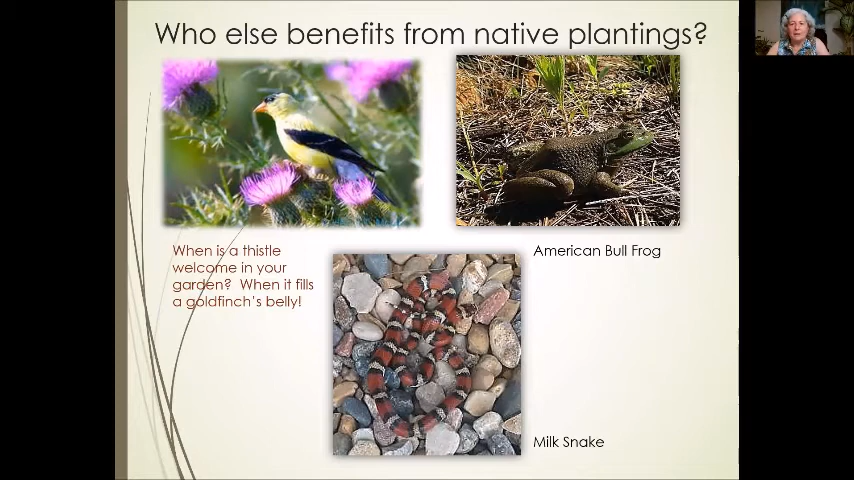 Who else benefits from native plantings?
When is a thistle
welcome in your
garden? When it fills
a goldfinch's belly!
American Bull Frog
Milk Snake